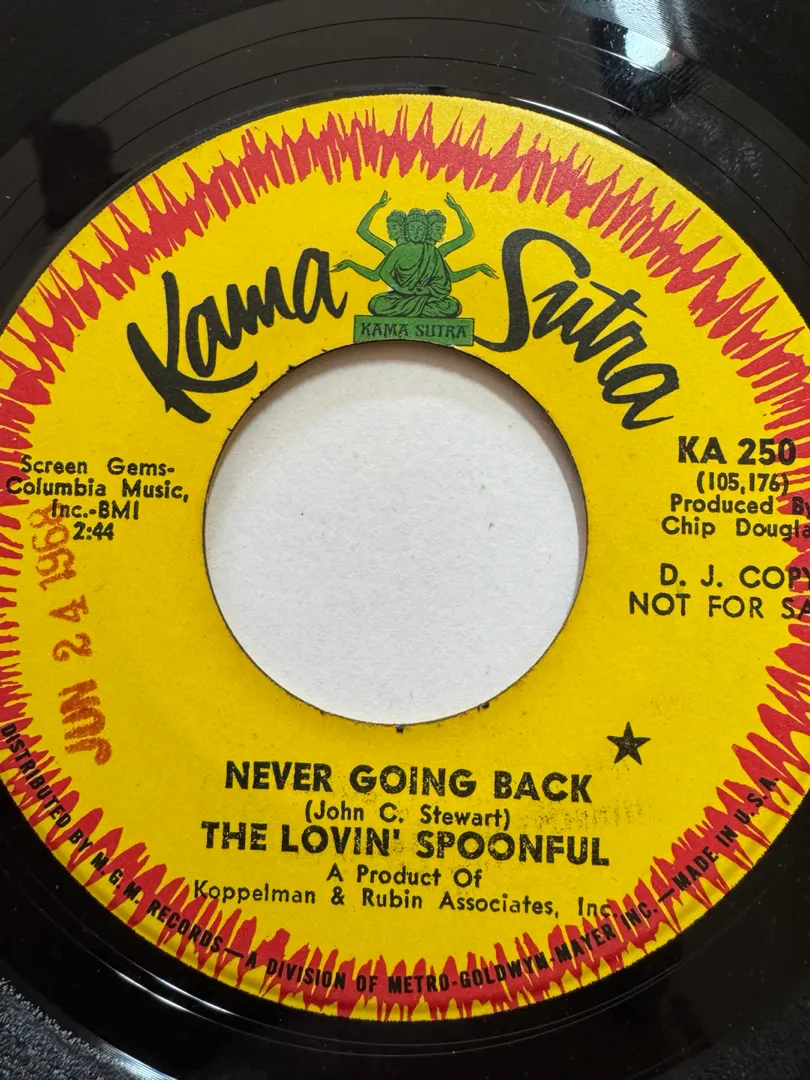 Kama Sutra
KAMA SUTRA
Screen Gems-
Columbia Music,
Inc.-BMI
2:44
KA 250
(105,176)
Produced By
Chip Dougla
D. J. COPY
NOT FOR SA
JUN 24 1968
★
NEVER GOING BACK
(John C. Stewart)
THE LOVIN' SPOONFUL
A Product Of
Koppelman & Rubin Associates, Inc.
DISTRIBUTED BY M. G. M. RECORDS—A DIVISION OF METRO-GOLDWYN-MAYER INC.—MADE IN U.S.A.